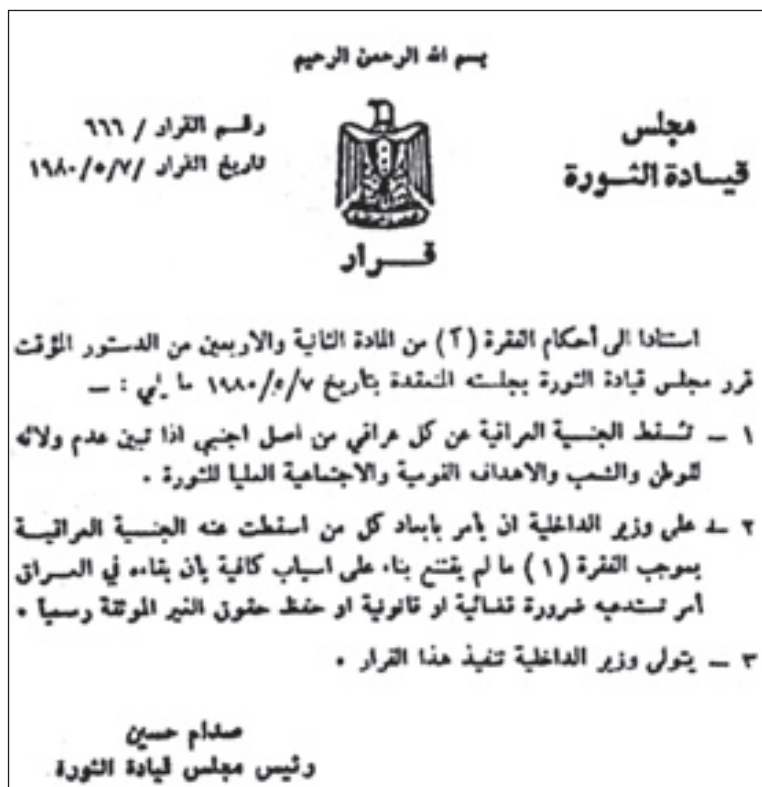 بسم الله الرحمن الرحيم
مجلس
قيادة الثورة
رقم القرار / ٦٦٦
تاريخ القرار /١٩٨٠/٥/٧
قرار
استنادا الى أحكام الفقرة (آ) من المادة الثانية والاربعين من الدستور المؤقت
قرر مجلس قيادة الثورة بجلسته المنعقدة بتاريخ ١٩٨٠/٥/٧ ما يلي : ــ
١ ــ تسقط الجنسية العراقية عن كل عراقي من اصل اجنبي اذا تبين عدم ولائه
للوطن والشعب والاهداف القومية والاجتماعية العليا للثورة .
٢ ــ على وزير الداخلية ان يأمر بابعاد كل من اسقطت عنه الجنسية العراقية
بموجب الفقرة (١) ما لم يقتنع بناء على اسباب كافية بأن بقاءه في العراق
أمر تستدعيه ضرورة قضائية او قانونية او حفظ حقوق الغير الموثقة رسمياً .
٣ ــ يتولى وزير الداخلية تنفيذ هذا القرار .
صدام حسين
رئيس مجلس قيادة الثورة